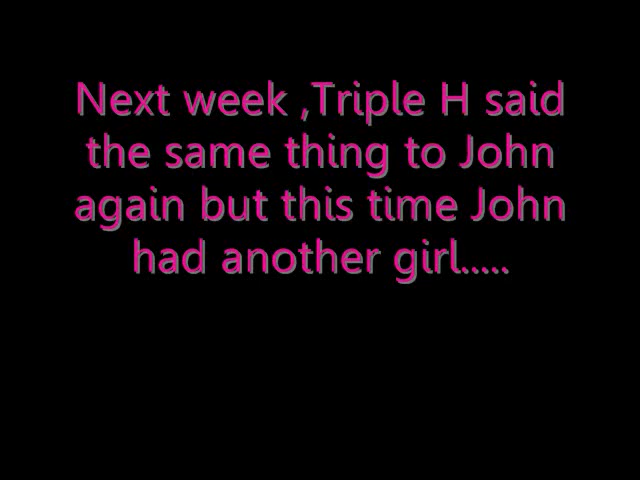 Next week ,Triple H said
the same thing to John
again but this time John
had another girl.....